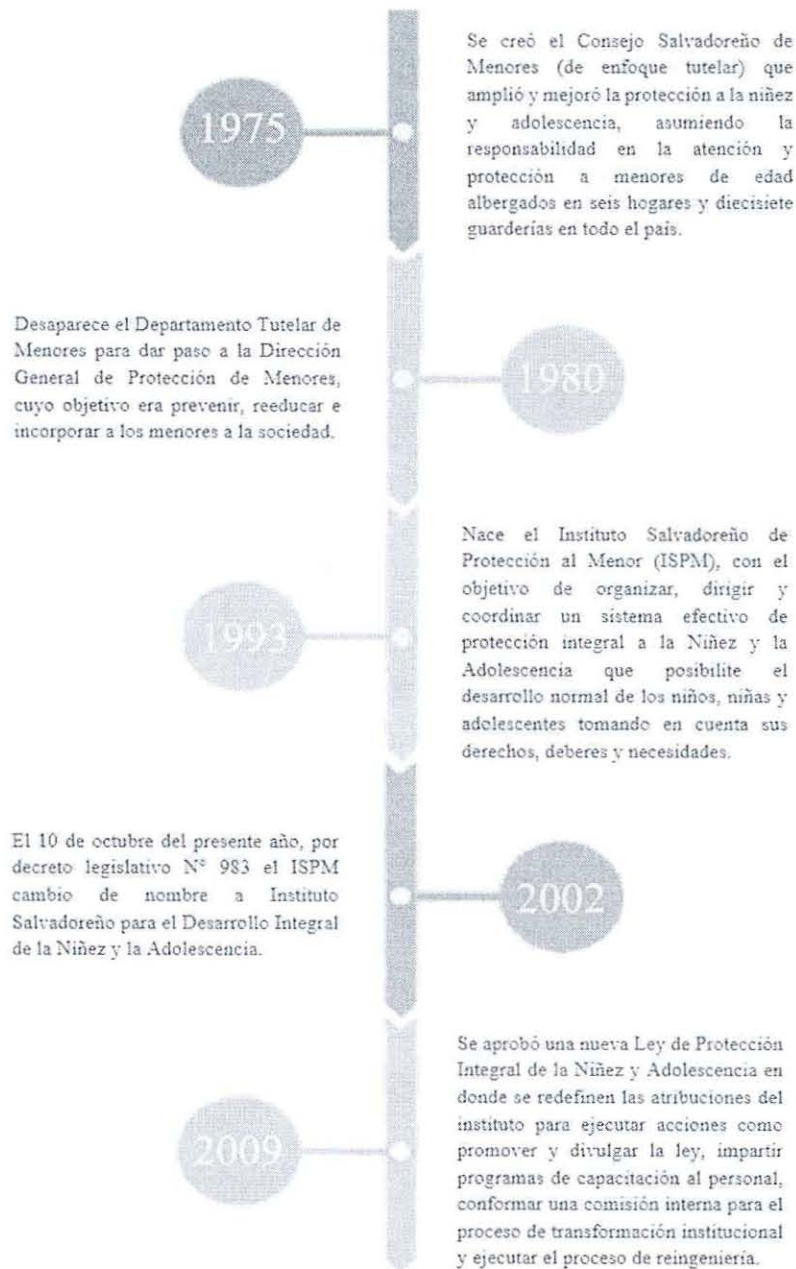 Se creó el Consejo Salvadoreño de
Menores (de enfoque tutelar) que
amplió y mejoró la protección a la niñez
y adolescencia, asumiendo la
responsabilidad en la atención y
protección a menores de edad
albergados en seis hogares y diecisiete
guarderías en todo el país.
1975
Desaparece el Departamento Tutelar de
Menores para dar paso a la Dirección
General de Protección de Menores,
cuyo objetivo era prevenir, reeducar e
incorporar a los menores a la sociedad.
1980
Nace el Instituto Salvadoreño de
Protección al Menor (ISPM), con el
objetivo de organizar, dirigir y
coordinar un sistema efectivo de
protección integral a la Niñez y la
Adolescencia que posibilite el
desarrollo normal de los niños, niñas y
adolescentes tomando en cuenta sus
derechos, deberes y necesidades.
1993
El 10 de octubre del presente año, por
decreto legislativo N° 983 el ISPM
cambio de nombre a Instituto
Salvadoreño para el Desarrollo Integral
de la Niñez y la Adolescencia.
2002
Se aprobó una nueva Ley de Protección
Integral de la Niñez y Adolescencia en
donde se redefinen las atribuciones del
instituto para ejecutar acciones como
promover y divulgar la ley, impartir
programas de capacitación al personal,
conformar una comisión interna para el
proceso de transformación institucional
y ejecutar el proceso de reingeniería.
2009